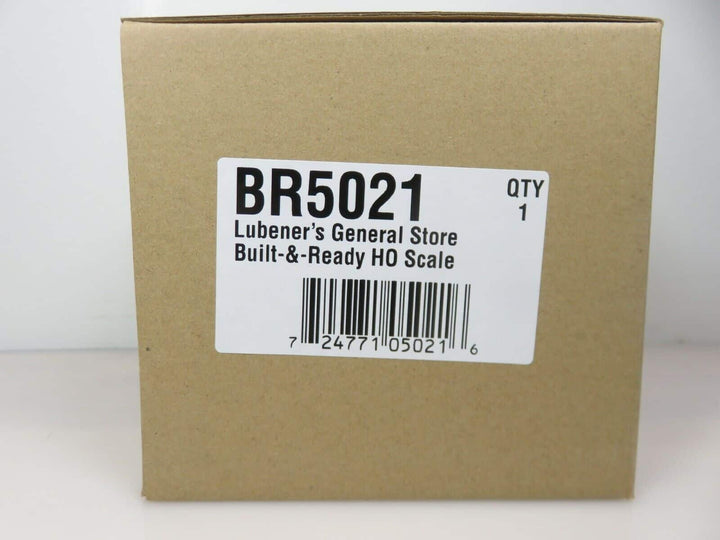 BR5021
QTY
1
Lubener's General Store
Built-&-Ready HO Scale
7 24771 05021 6